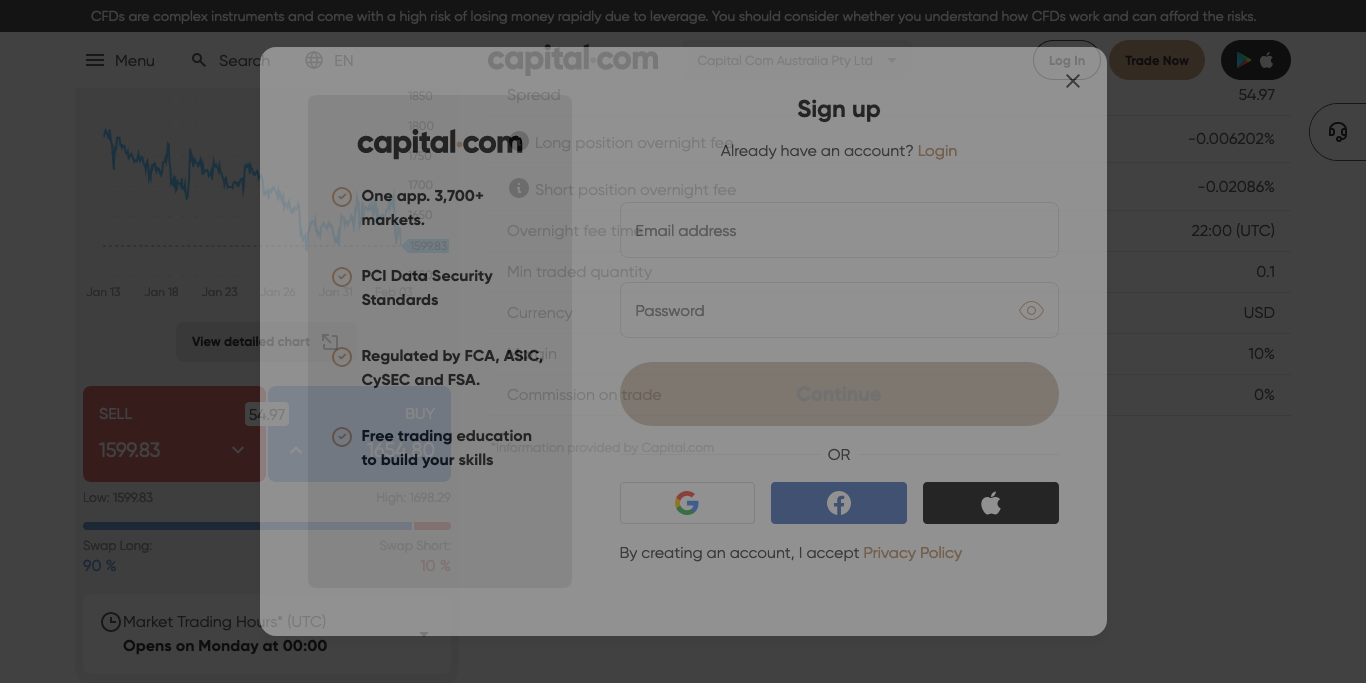 CFDs are complex instruments and come with a high risk of losing money rapidly due to leverage. You should consider whether you understand how CFDs work and can afford the risks.
Menu
Search
EN
capital.com
Capital Com Australia Pty Ltd
Log In
Trade Now
Sign up
Already have an account? Login
Email address
Password
Continue
OR
By creating an account, I accept Privacy Policy
capital.com
One app. 3,700+
markets.
PCI Data Security
Standards
Regulated by FCA, ASIC,
CySEC and FSA.
Free trading education
to build your skills
1850
1800
1750
1700
1650
1599.83
Jan 13
Jan 18
Jan 23
Jan 26
Jan 31
Feb 03
View detailed chart
SELL
1599.83
54.97
BUY
1654.80
Low: 1599.83
High: 1698.29
Swap Long:
Swap Short:
90 %
10 %
Market Trading Hours* (UTC)
Opens on Monday at 00:00
Spread
54.97
Long position overnight fee
-0.006202%
Short position overnight fee
-0.02086%
Overnight fee time
22:00 (UTC)
Min traded quantity
0.1
Currency
USD
Margin
10%
Commission on trade
0%
*Information provided by Capital.com